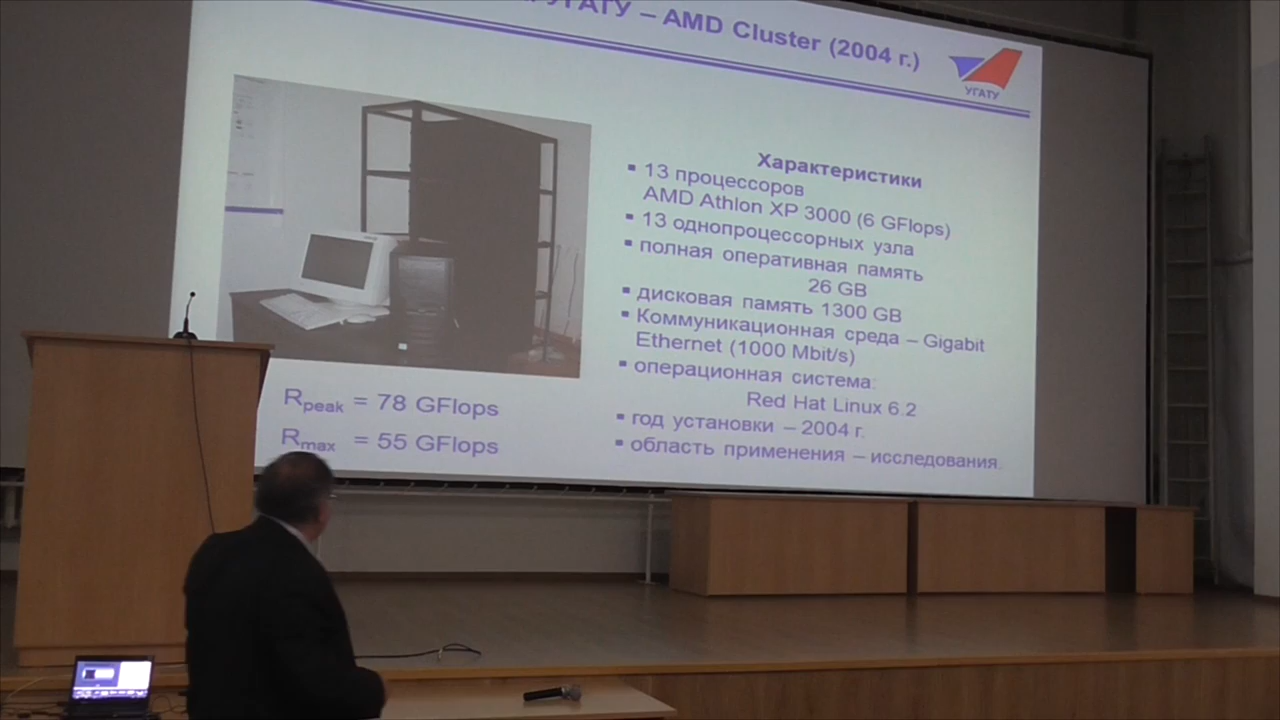 УГАТУ – AMD Cluster (2004 г.)
УГАТУ
Характеристики
▪ 13 процессоров
AMD Athlon XP 3000 (6 GFlops)
▪ 13 однопроцессорных узла
▪ полная оперативная память
26 GB
▪ дисковая память 1300 GB
▪ Коммуникационная среда – Gigabit
Ethernet (1000 Mbit/s)
▪ операционная система:
Red Hat Linux 6.2
▪ год установки – 2004 г.
▪ область применения – исследования.
Rpeak = 78 GFlops
Rmax = 55 GFlops